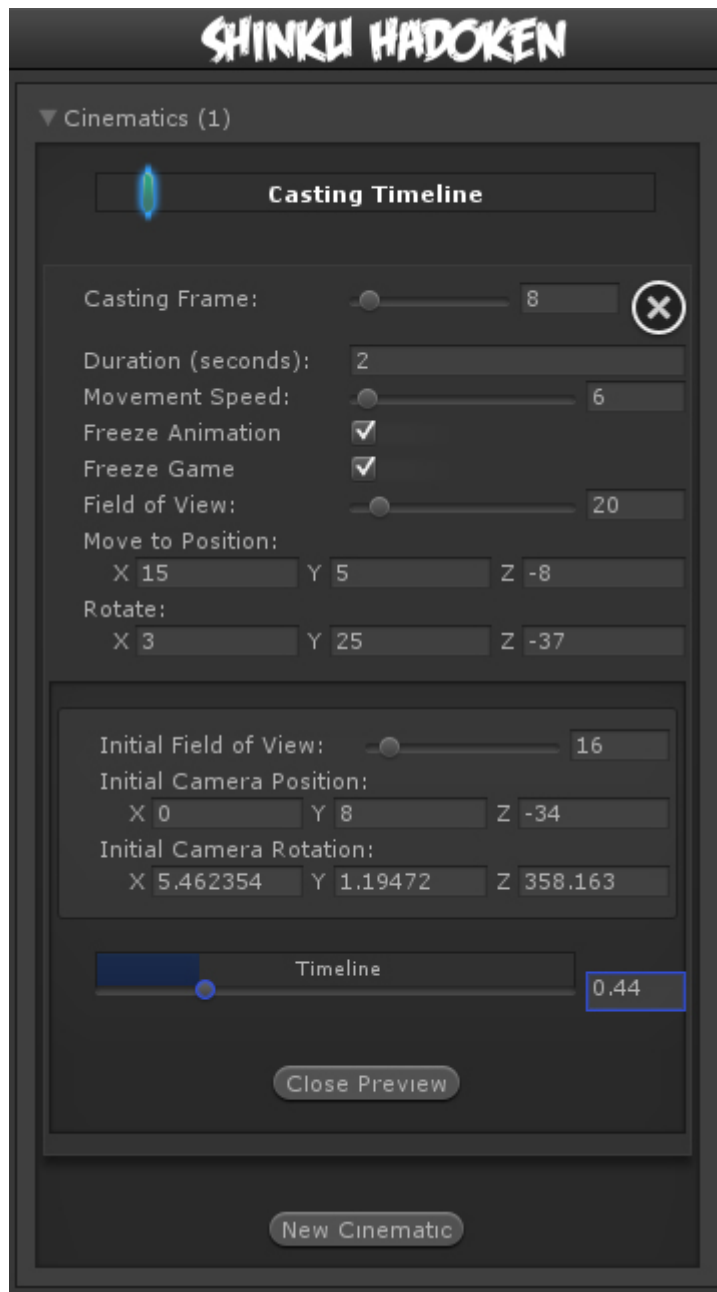 SHINKU HADOKEN
Cinematics (1)
Casting Timeline
Casting Frame: 8
Duration (seconds): 2
Movement Speed: 6
Freeze Animation
Freeze Game
Field of View: 20
Move to Position:
X 15 Y 5 Z -8
Rotate:
X 3 Y 25 Z -37
Initial Field of View: 16
Initial Camera Position:
X 0 Y 8 Z -34
Initial Camera Rotation:
X 5.462354 Y 1.19472 Z 358.163
Timeline
0.44
Close Preview
New Cinematic